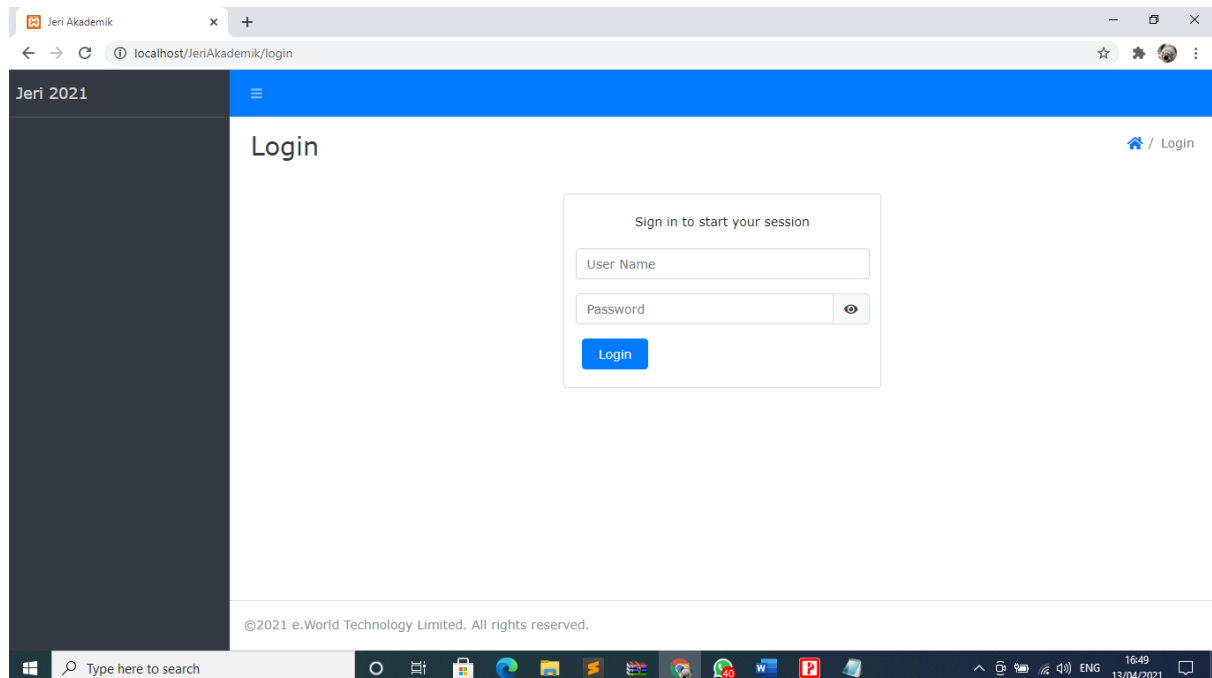 Jeri Akademik
localhost/JeriAkademik/login
Jeri 2021
Login
/ Login
Sign in to start your session
User Name
Password
Login
©2021 e.World Technology Limited. All rights reserved.
Type here to search
40
W
P
ENG
16:49
13/04/2021